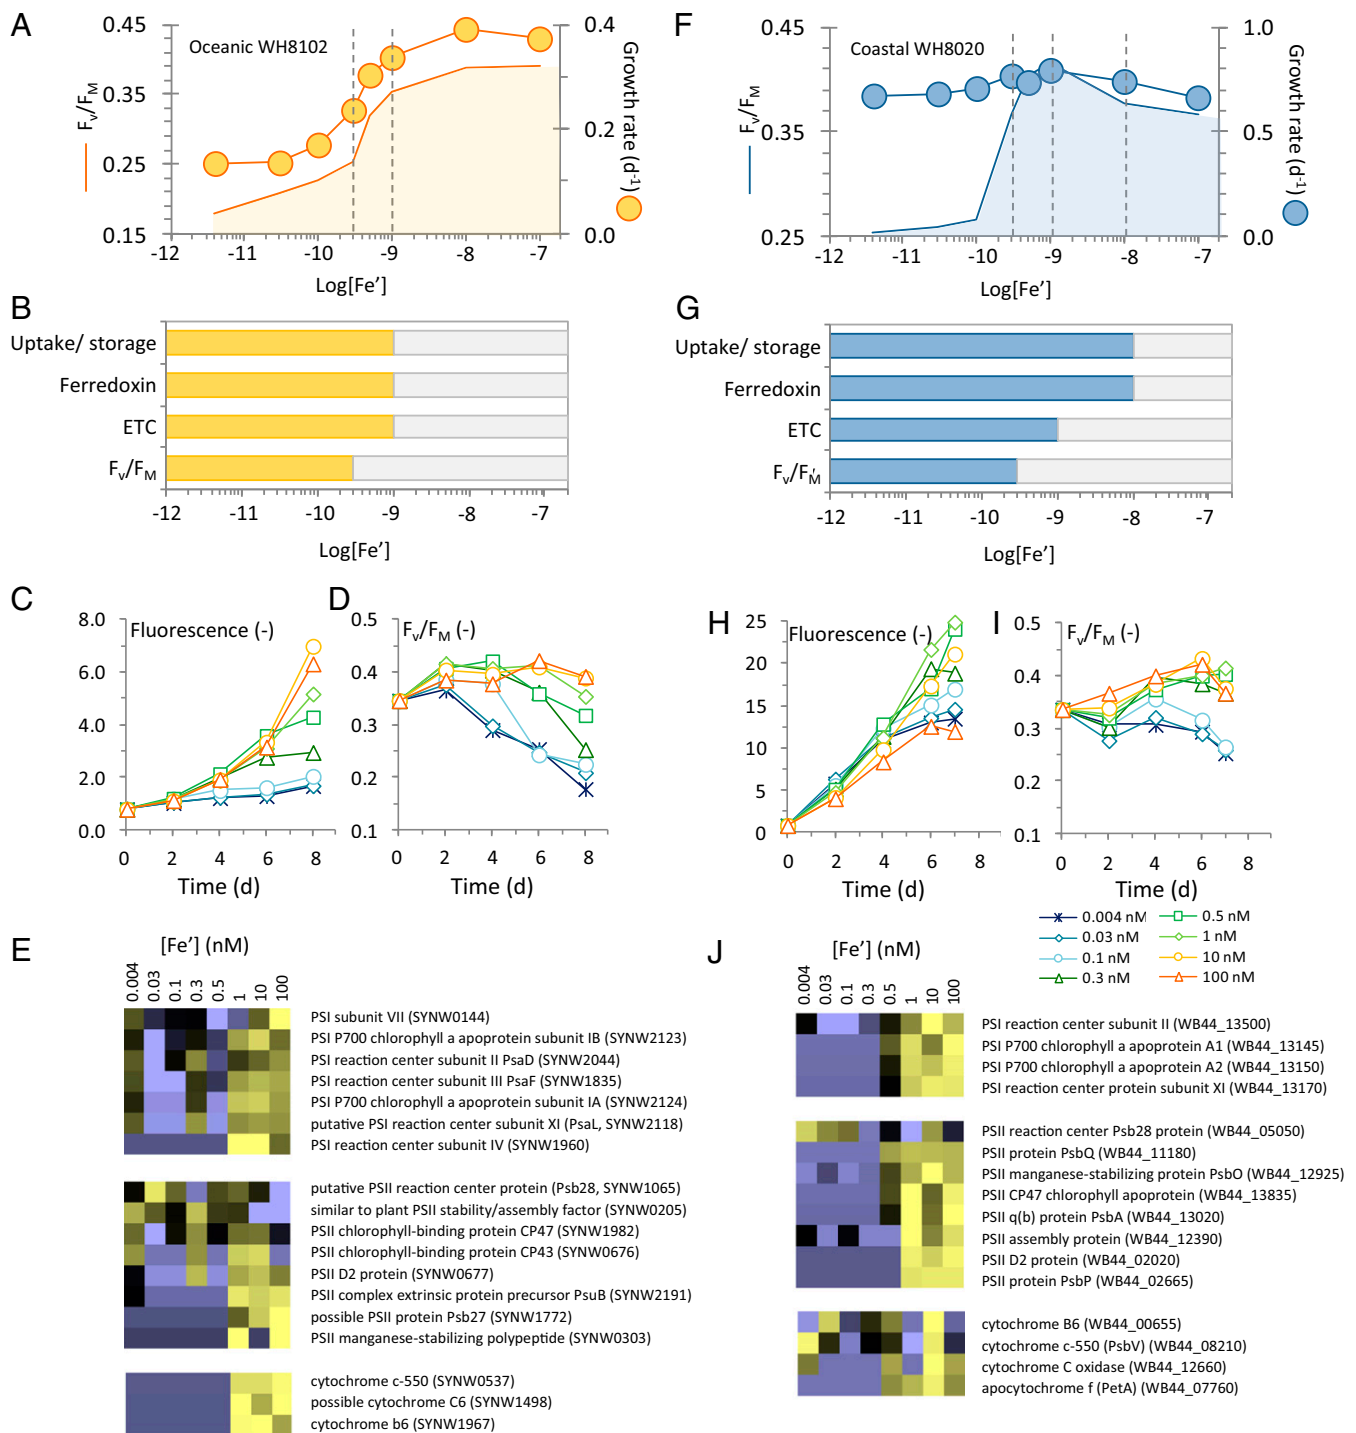 A
Oceanic WH8102
0.45
0.35
0.25
0.15
Fv/FM
0.4
0.2
0.0
Growth rate (d-1)
-12 -11 -10 -9 -8 -7
Log[Fe’]
F
Coastal WH8020
0.45
0.35
0.25
Fv/FM
1.0
0.5
0.0
Growth rate (d-1)
-12 -11 -10 -9 -8 -7
Log[Fe’]
B
Uptake/ storage
Ferredoxin
ETC
Fv/FM
-12 -11 -10 -9 -8 -7
Log[Fe’]
G
Uptake/ storage
Ferredoxin
ETC
Fv/FM
-12 -11 -10 -9 -8 -7
Log[Fe’]
C
Fluorescence (-)
8.0
6.0
4.0
2.0
0.0
0 2 4 6 8
Time (d)
D
Fv/FM (-)
0.5
0.4
0.3
0.2
0.1
0 2 4 6 8
Time (d)
H
Fluorescence (-)
25
20
15
10
5
0
0 2 4 6 8
Time (d)
I
Fv/FM (-)
0.5
0.4
0.3
0.2
0.1
0 2 4 6 8
Time (d)
0.004 nM
0.03 nM
0.1 nM
0.3 nM
0.5 nM
1 nM
10 nM
100 nM
E
[Fe’] (nM)
0.004 0.03 0.1 0.3 0.5 1 10 100
PSI subunit VII (SYNW0144)
PSI P700 chlorophyll a apoprotein subunit IB (SYNW2123)
PSI reaction center subunit II PsaD (SYNW2044)
PSI reaction center subunit III PsaF (SYNW1835)
PSI P700 chlorophyll a apoprotein subunit IA (SYNW2124)
putative PSI reaction center subunit XI (PsaL, SYNW2118)
PSI reaction center subunit IV (SYNW1960)
putative PSII reaction center protein (Psb28, SYNW1065)
similar to plant PSII stability/assembly factor (SYNW0205)
PSII chlorophyll-binding protein CP47 (SYNW1982)
PSII chlorophyll-binding protein CP43 (SYNW0676)
PSII D2 protein (SYNW0677)
PSII complex extrinsic protein precursor PsuB (SYNW2191)
possible PSII protein Psb27 (SYNW1772)
PSII manganese-stabilizing polypeptide (SYNW0303)
cytochrome c-550 (SYNW0537)
possible cytochrome C6 (SYNW1498)
cytochrome b6 (SYNW1967)
J
[Fe’] (nM)
0.004 0.03 0.1 0.3 0.5 1 10 100
PSI reaction center subunit II (WB44_13500)
PSI P700 chlorophyll a apoprotein A1 (WB44_13145)
PSI P700 chlorophyll a apoprotein A2 (WB44_13150)
PSI reaction center protein subunit XI (WB44_13170)
PSII reaction center Psb28 protein (WB44_05050)
PSII protein PsbQ (WB44_11180)
PSII manganese-stabilizing protein PsbO (WB44_12925)
PSII CP47 chlorophyll apoprotein (WB44_13835)
PSII q(b) protein PsbA (WB44_13020)
PSII assembly protein (WB44_12390)
PSII D2 protein (WB44_02020)
PSII protein PsbP (WB44_02665)
cytochrome B6 (WB44_00655)
cytochrome c-550 (PsbV) (WB44_08210)
cytochrome C oxidase (WB44_12660)
apocytochrome f (PetA) (WB44_07760)